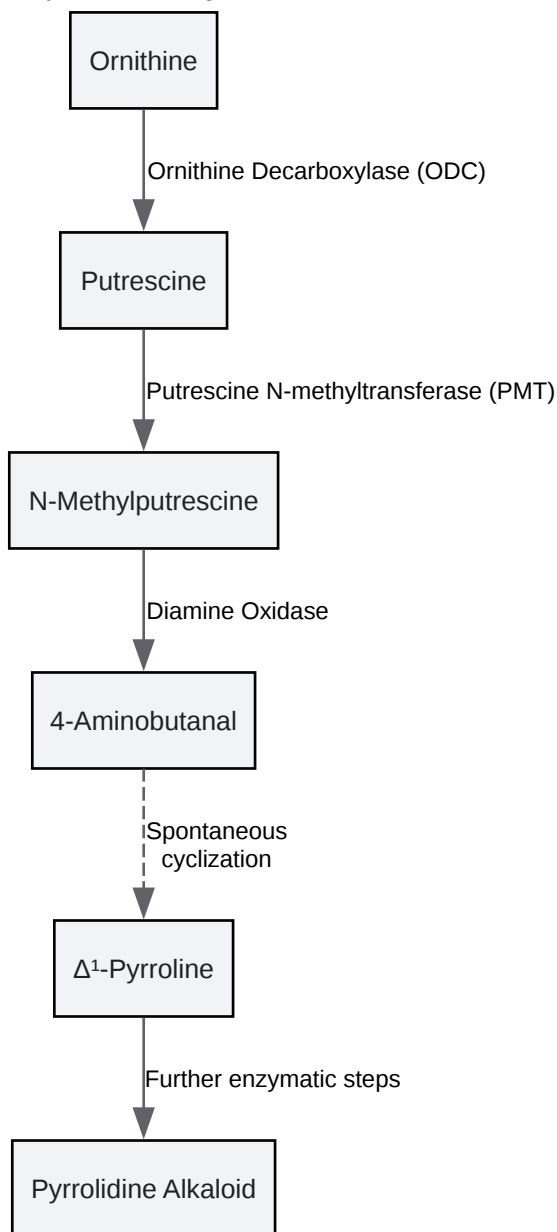 Ornithine
Ornithine Decarboxylase (ODC)
Putrescine
Putrescine N-methyltransferase (PMT)
N-Methylputrescine
Diamine Oxidase
4-Aminobutanal
Spontaneous
cyclization
Δ¹-Pyrroline
Further enzymatic steps
Pyrrolidine Alkaloid